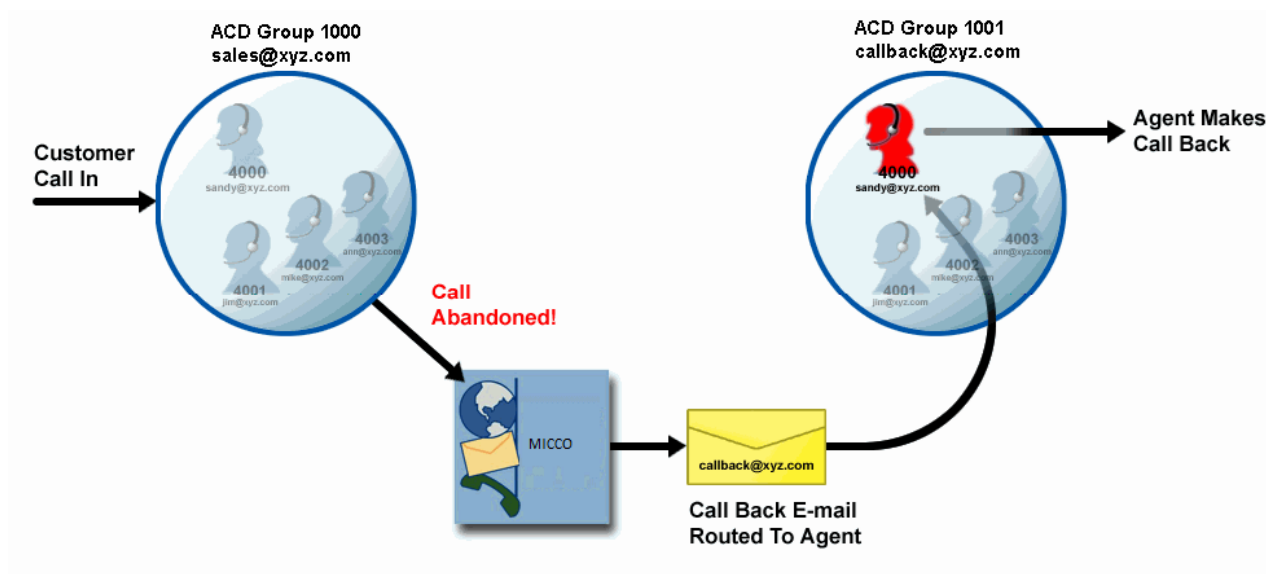 ACD Group 1000
sales@xyz.com
Customer
Call In
4000
sandy@xyz.com
4003
ann@xyz.com
4002
mike@xyz.com
4001
jim@xyz.com
Call
Abandoned!
MICCO
callback@xyz.com
Call Back E-mail
Routed To Agent
ACD Group 1001
callback@xyz.com
4000
sandy@xyz.com
4003
ann@xyz.com
4002
mike@xyz.com
4001
jim@xyz.com
Agent Makes
Call Back